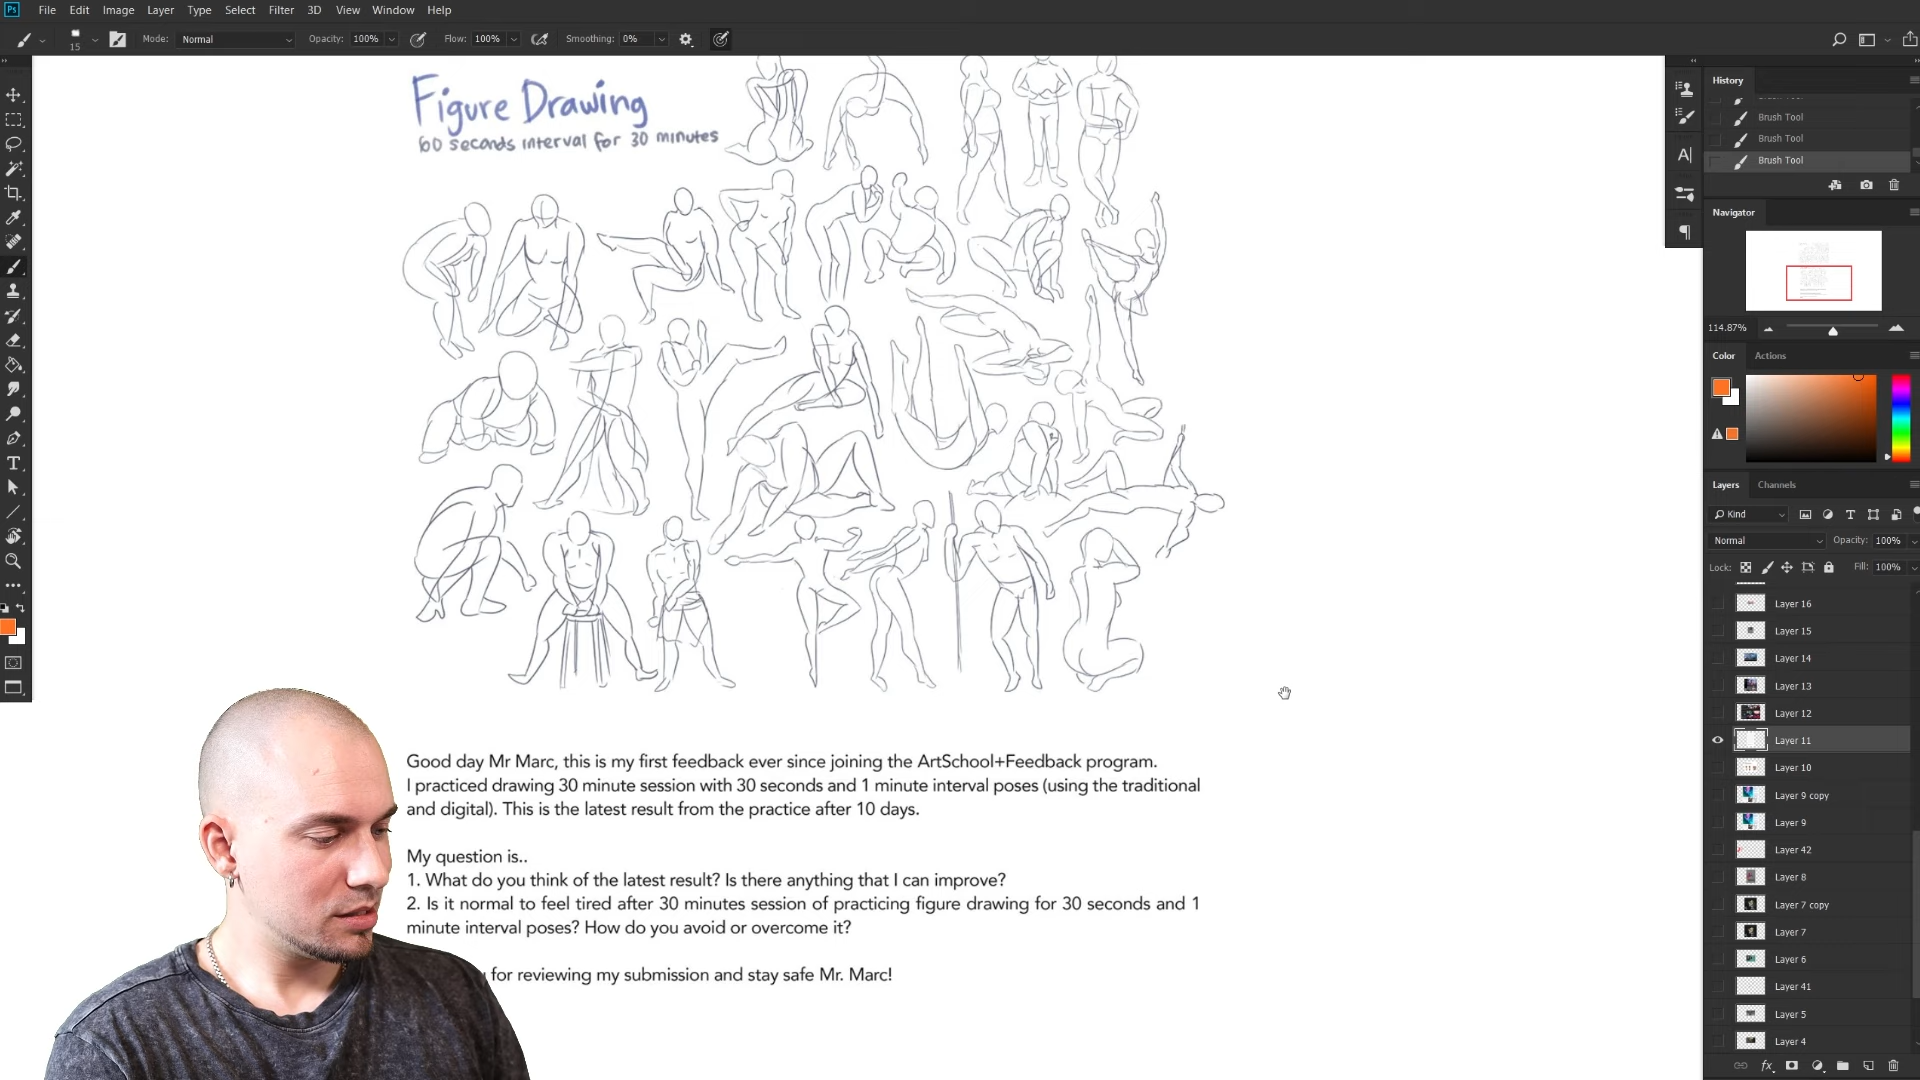 Ps File Edit Image Layer Type Select Filter 3D View Window Help
15 Mode: Normal Opacity: 100% Flow: 100% Smoothing: 0%
Figure Drawing
60 seconds interval for 30 minutes
Good day Mr Marc, this is my first feedback ever since joining the ArtSchool+Feedback program.
I practiced drawing 30 minute session with 30 seconds and 1 minute interval poses (using the traditional
and digital). This is the latest result from the practice after 10 days.
My question is..
1. What do you think of the latest result? Is there anything that I can improve?
2. Is it normal to feel tired after 30 minutes session of practicing figure drawing for 30 seconds and 1
minute interval poses? How do you avoid or overcome it?
for reviewing my submission and stay safe Mr. Marc!
History
Brush Tool
Brush Tool
Brush Tool
Navigator
114.87%
Color Actions
Layers Channels
Kind
Normal Opacity: 100%
Lock: Fill: 100%
Layer 16
Layer 15
Layer 14
Layer 13
Layer 12
Layer 11
Layer 10
Layer 9 copy
Layer 9
Layer 42
Layer 8
Layer 7 copy
Layer 7
Layer 6
Layer 41
Layer 5
Layer 4
fx